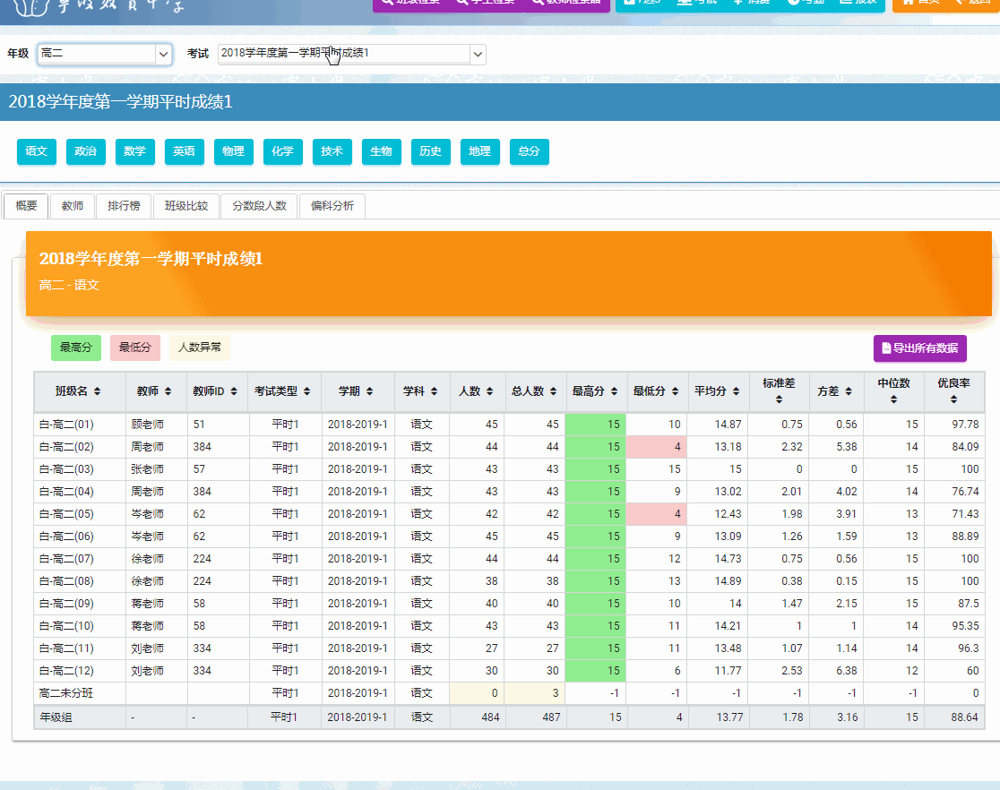 年级 高二 考试 2018学年度第一学期平时成绩1
2018学年度第一学期平时成绩1
语文 政治 数学 英语 物理 化学 技术 生物 历史 地理 总分
概要 教师 排行榜 班级比较 分数段人数 偏科分析
2018学年度第一学期平时成绩1
高二 - 语文
最高分 最低分 人数异常 导出所有数据
班级名 教师 教师ID 考试类型 学期 学科 人数 总人数 最高分 最低分 平均分 标准差 方差 中位数 优良率
白-高二(01) 顾老师 51 平时1 2018-2019-1 语文 45 45 15 10 14.87 0.75 0.56 15 97.78
白-高二(02) 周老师 384 平时1 2018-2019-1 语文 44 44 15 4 13.18 2.32 5.38 14 84.09
白-高二(03) 张老师 57 平时1 2018-2019-1 语文 43 43 15 15 15 0 0 15 100
白-高二(04) 周老师 384 平时1 2018-2019-1 语文 43 43 15 9 13.02 2.01 4.02 14 76.74
白-高二(05) 岑老师 62 平时1 2018-2019-1 语文 42 42 15 4 12.43 1.98 3.91 13 71.43
白-高二(06) 岑老师 62 平时1 2018-2019-1 语文 45 45 15 9 13.09 1.26 1.59 13 88.89
白-高二(07) 徐老师 224 平时1 2018-2019-1 语文 44 44 15 12 14.73 0.75 0.56 15 100
白-高二(08) 徐老师 224 平时1 2018-2019-1 语文 38 38 15 13 14.89 0.38 0.15 15 100
白-高二(09) 蒋老师 58 平时1 2018-2019-1 语文 40 40 15 10 14 1.47 2.15 15 87.5
白-高二(10) 蒋老师 58 平时1 2018-2019-1 语文 43 43 15 11 14.21 1 1 14 95.35
白-高二(11) 刘老师 334 平时1 2018-2019-1 语文 27 27 15 11 13.48 1.07 1.14 14 96.3
白-高二(12) 刘老师 334 平时1 2018-2019-1 语文 30 30 15 6 11.77 2.53 6.38 12 60
高二未分班 平时1 2018-2019-1 语文 0 3 -1 -1 -1 -1 -1 -1 0
年级组 - - 平时1 2018-2019-1 语文 484 487 15 4 13.77 1.78 3.16 15 88.64